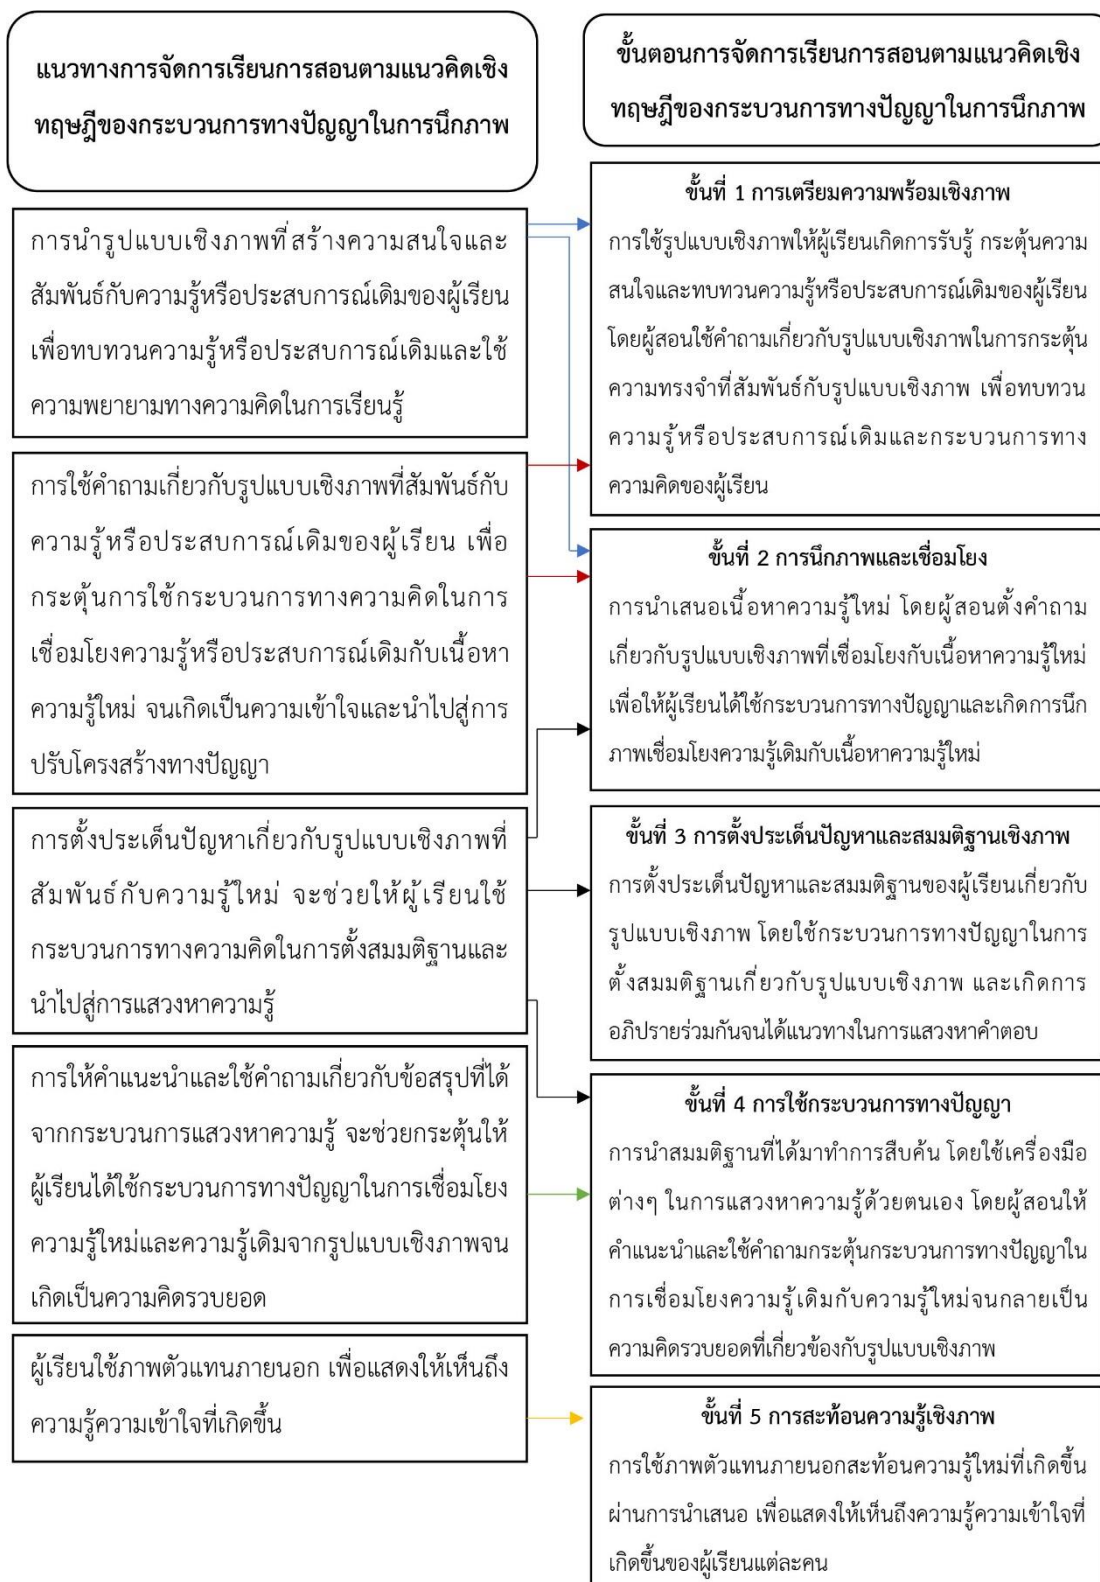 แนวทางการจัดการเรียนการสอนตามแนวคิดเชิง
ทฤษฎีของกระบวนการทางปัญญาในการนึกภาพ
การนำรูปแบบเชิงภาพที่สร้างความสนใจและ
สัมพันธ์กับความรู้หรือประสบการณ์เดิมของผู้เรียน
เพื่อทบทวนความรู้หรือประสบการณ์เดิมและใช้
ความพยายามทางความคิดในการเรียนรู้
การใช้คำถามเกี่ยวกับรูปแบบเชิงภาพที่สัมพันธ์กับ
ความรู้หรือประสบการณ์เดิมของผู้เรียน เพื่อ
กระตุ้นการใช้กระบวนการทางความคิดในการ
เชื่อมโยงความรู้หรือประสบการณ์เดิมกับเนื้อหา
ความรู้ใหม่ จนเกิดเป็นความเข้าใจและนำไปสู่การ
ปรับโครงสร้างทางปัญญา
การตั้งประเด็นปัญหาเกี่ยวกับรูปแบบเชิงภาพที่
สัมพันธ์กับความรู้ใหม่ จะช่วยให้ผู้เรียนใช้
กระบวนการทางความคิดในการตั้งสมมติฐานและ
นำไปสู่การแสวงหาความรู้
การให้คำแนะนำและใช้คำถามเกี่ยวกับข้อสรุปที่ได้
จากกระบวนการแสวงหาความรู้ จะช่วยกระตุ้นให้
ผู้เรียนได้ใช้กระบวนการทางปัญญาในการเชื่อมโยง
ความรู้ใหม่และความรู้เดิมจากรูปแบบเชิงภาพจน
เกิดเป็นความคิดรวบยอด
ผู้เรียนใช้ภาพตัวแทนภายนอก เพื่อแสดงให้เห็นถึง
ความรู้ความเข้าใจที่เกิดขึ้น
ขั้นตอนการจัดการเรียนการสอนตามแนวคิดเชิง
ทฤษฎีของกระบวนการทางปัญญาในการนึกภาพ
ขั้นที่ 1 การเตรียมความพร้อมเชิงภาพ
การใช้รูปแบบเชิงภาพให้ผู้เรียนเกิดการรับรู้ กระตุ้นความ
สนใจและทบทวนความรู้หรือประสบการณ์เดิมของผู้เรียน
โดยผู้สอนใช้คำถามเกี่ยวกับรูปแบบเชิงภาพในการกระตุ้น
ความทรงจำที่สัมพันธ์กับรูปแบบเชิงภาพ เพื่อทบทวน
ความรู้หรือประสบการณ์เดิมและกระบวนการทาง
ความคิดของผู้เรียน
ขั้นที่ 2 การนึกภาพและเชื่อมโยง
การนำเสนอเนื้อหาความรู้ใหม่ โดยผู้สอนตั้งคำถาม
เกี่ยวกับรูปแบบเชิงภาพที่เชื่อมโยงกับเนื้อหาความรู้ใหม่
เพื่อให้ผู้เรียนได้ใช้กระบวนการทางปัญญาและเกิดการนึก
ภาพเชื่อมโยงความรู้เดิมกับเนื้อหาความรู้ใหม่
ขั้นที่ 3 การตั้งประเด็นปัญหาและสมมติฐานเชิงภาพ
การตั้งประเด็นปัญหาและสมมติฐานของผู้เรียนเกี่ยวกับ
รูปแบบเชิงภาพ โดยใช้กระบวนการทางปัญญาในการ
ตั้งสมมติฐานเกี่ยวกับรูปแบบเชิงภาพ และเกิดการ
อภิปรายร่วมกันจนได้แนวทางในการแสวงหาคำตอบ
ขั้นที่ 4 การใช้กระบวนการทางปัญญา
การนำสมมติฐานที่ได้มาทำการสืบค้น โดยใช้เครื่องมือ
ต่างๆ ในการแสวงหาความรู้ด้วยตนเอง โดยผู้สอนให้
คำแนะนำและใช้คำถามกระตุ้นกระบวนการทางปัญญาใน
การเชื่อมโยงความรู้เดิมกับความรู้ใหม่จนกลายเป็น
ความคิดรวบยอดที่เกี่ยวข้องกับรูปแบบเชิงภาพ
ขั้นที่ 5 การสะท้อนความรู้เชิงภาพ
การใช้ภาพตัวแทนภายนอกสะท้อนความรู้ใหม่ที่เกิดขึ้น
ผ่านการนำเสนอ เพื่อแสดงให้เห็นถึงความรู้ความเข้าใจที่
เกิดขึ้นของผู้เรียนแต่ละคน